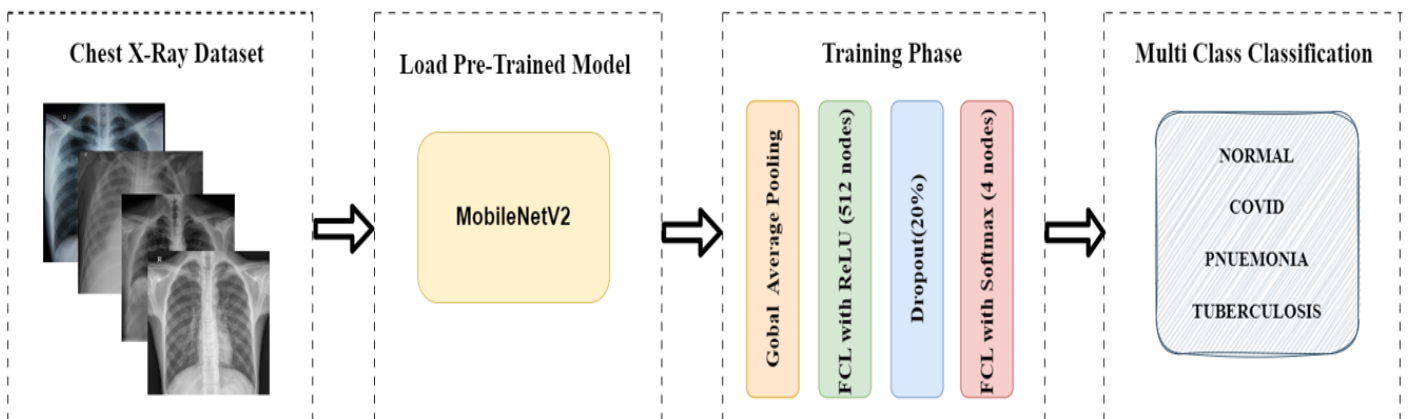 Chest X-Ray Dataset
Load Pre-Trained Model
MobileNetV2
Training Phase
Gobal Average Pooling
FCL with ReLU (512 nodes)
Dropout(20%)
FCL with Softmax (4 nodes)
Multi Class Classification
NORMAL
COVID
PNUEMONIA
TUBERCULOSIS